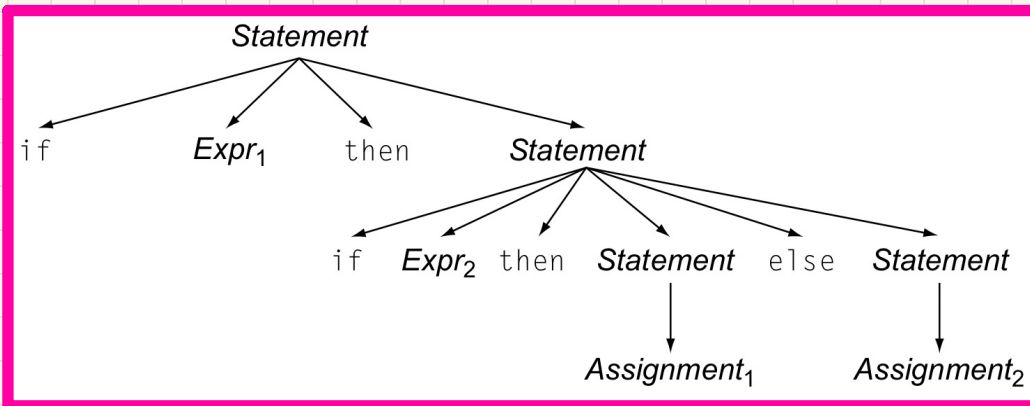 Statement
if Expr1 then Statement
if Expr2 then Statement else Statement
Assignment1 Assignment2